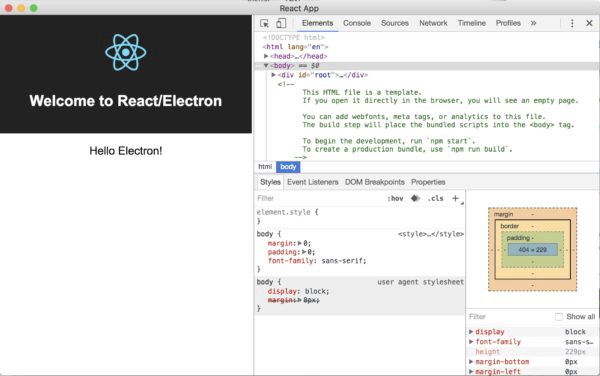 React App
Welcome to React/Electron
Hello Electron!
Elements Console Sources Network Timeline Profiles »
<!DOCTYPE html>
<html lang="en">
<head>…</head>
<body> == $0
<div id="root">…</div>
<!--
This HTML file is a template.
If you open it directly in the browser, you will see an empty page.
You can add webfonts, meta tags, or analytics to this file.
The build step will place the bundled scripts into the <body> tag.
To begin the development, run `npm start`.
To create a production bundle, use `npm run build`.
-->
html body
Styles Event Listeners DOM Breakpoints Properties
Filter :hov .cls +
element.style {
}
body { <style>…</style>
margin: 0;
padding: 0;
font-family: sans-serif;
}
body { user agent stylesheet
display: block;
margin: 8px;
}
margin -
border -
padding -
404 × 229
Filter Show all
display block
font-family sans-s…
height 229px
margin-bottom 0px
margin-left 0px